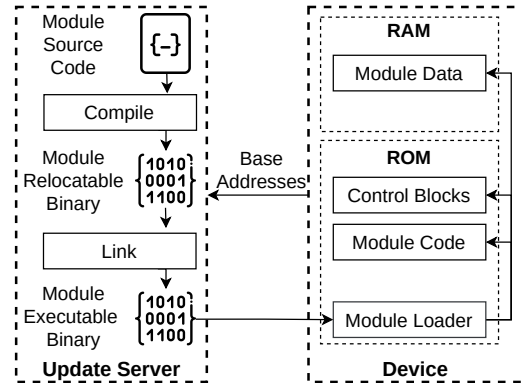 Module
Source
Code
{-}
Compile
Module
Relocatable
Binary
1010
0001
1100
Link
Module
Executable
Binary
1010
0001
1100
Update Server
Base
Addresses
RAM
Module Data
ROM
Control Blocks
Module Code
Module Loader
Device